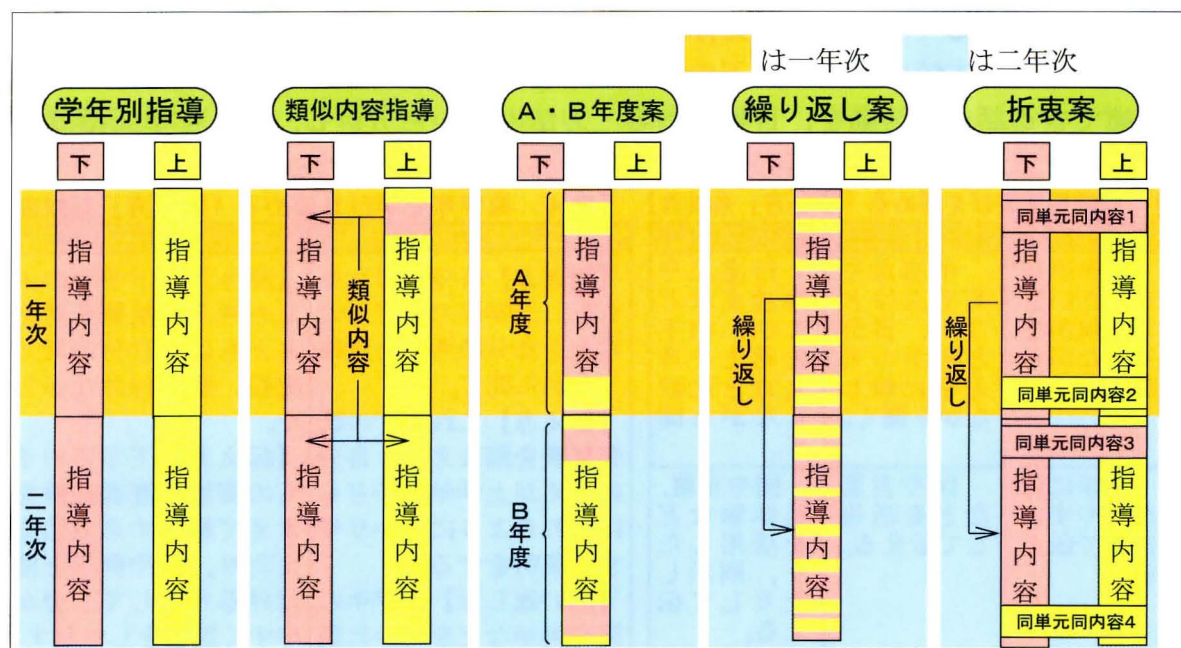 は一年次
は二年次
学年別指導
類似内容指導
A・B年度案
繰り返し案
折衷案
下
上
下
上
下
上
下
上
下
上
一年次
指導内容
指導内容
指導内容
類似内容
指導内容
A年度
指導内容
繰り返し
指導内容
繰り返し
同単元同内容1
指導内容
指導内容
同単元同内容2
二年次
指導内容
指導内容
指導内容
指導内容
B年度
指導内容
指導内容
同単元同内容3
指導内容
指導内容
同単元同内容4